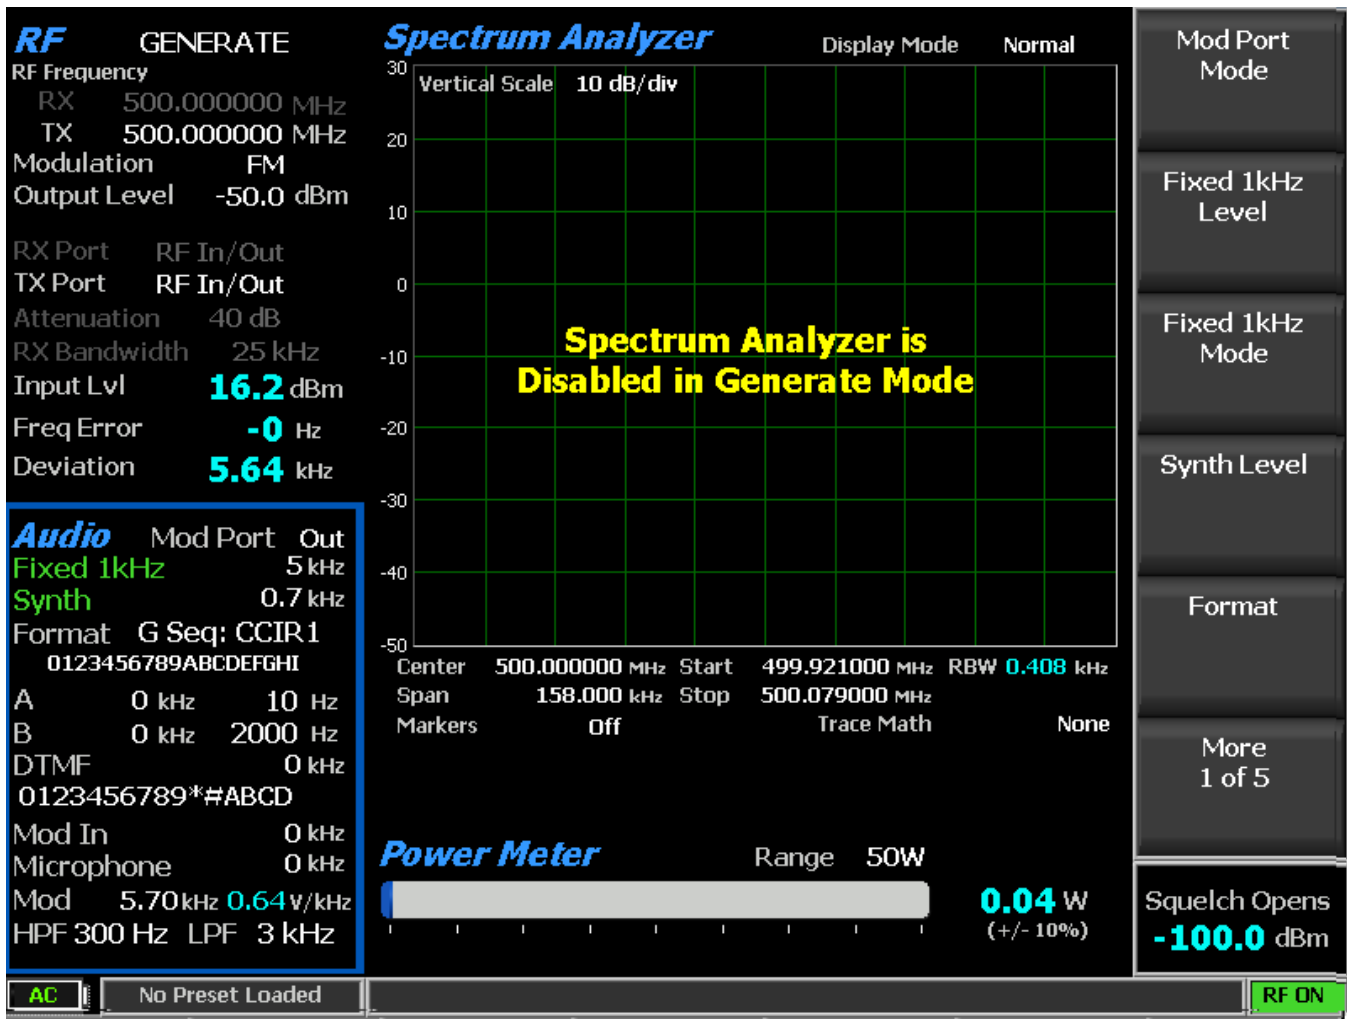 RF GENERATE
RF Frequency
RX 500.000000 MHz
TX 500.000000 MHz
Modulation FM
Output Level -50.0 dBm
RX Port RF In/Out
TX Port RF In/Out
Attenuation 40 dB
RX Bandwidth 25 kHz
Input Lvl 16.2 dBm
Freq Error -0 Hz
Deviation 5.64 kHz
Audio Mod Port Out
Fixed 1kHz 5 kHz
Synth 0.7 kHz
Format G Seq: CCIR1
0123456789ABCDEFGHI
A 0 kHz 10 Hz
B 0 kHz 2000 Hz
DTMF 0 kHz
0123456789*#ABCD
Mod In 0 kHz
Microphone 0 kHz
Mod 5.70 kHz 0.64 V/kHz
HPF 300 Hz LPF 3 kHz
Spectrum Analyzer Display Mode Normal
Vertical Scale 10 dB/div
30
20
10
0
-10
-20
-30
-40
-50
Spectrum Analyzer is
Disabled in Generate Mode
Center 500.000000 MHz Start 499.921000 MHz RBW 0.408 kHz
Span 158.000 kHz Stop 500.079000 MHz
Markers Off Trace Math None
Power Meter Range 50W
0.04 W
(+/- 10%)
Mod Port
Mode
Fixed 1kHz
Level
Fixed 1kHz
Mode
Synth Level
Format
More
1 of 5
Squelch Opens
-100.0 dBm
AC No Preset Loaded RF ON